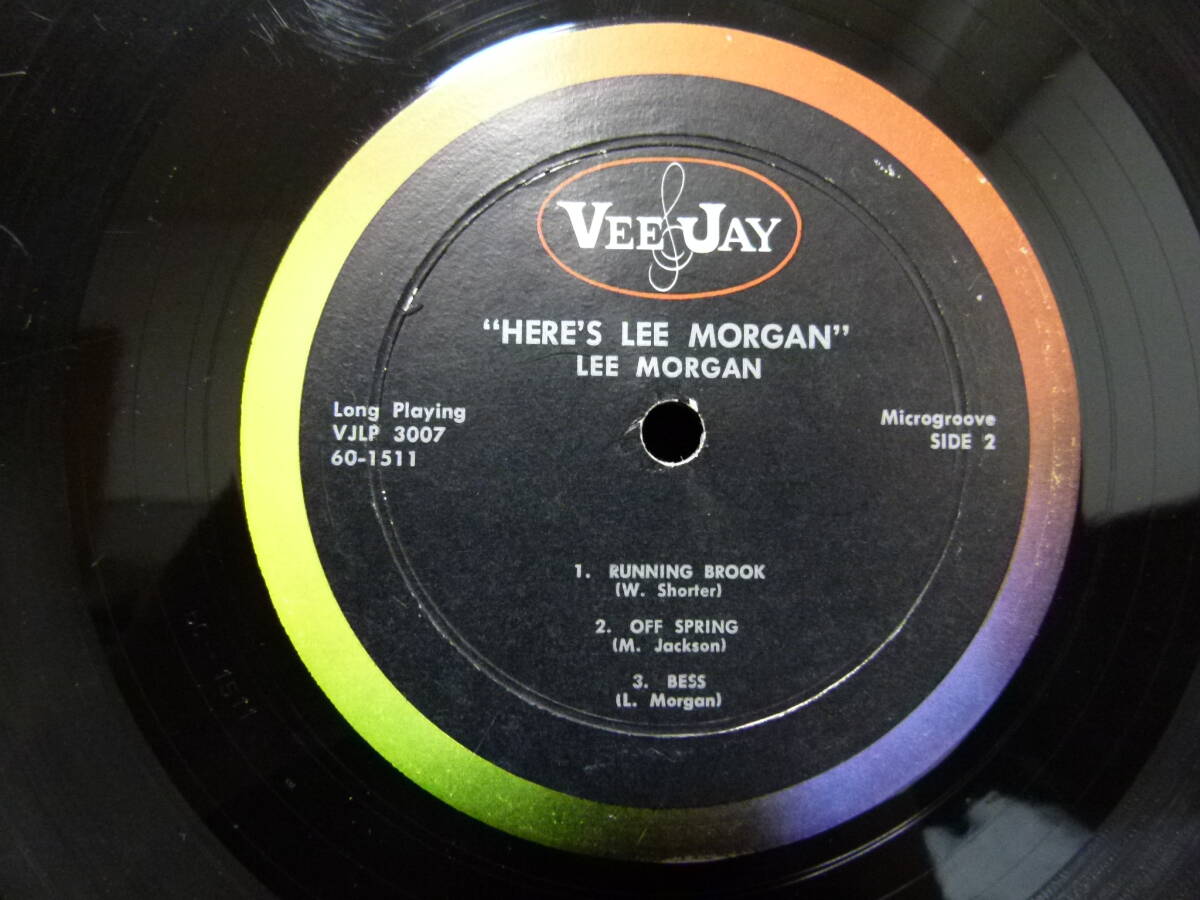 VEE JAY
"HERE'S LEE MORGAN"
LEE MORGAN
Long Playing
VJLP 3007
60-1511
Microgroove
SIDE 2
1. RUNNING BROOK
(W. Shorter)
2. OFF SPRING
(M. Jackson)
3. BESS
(L. Morgan)